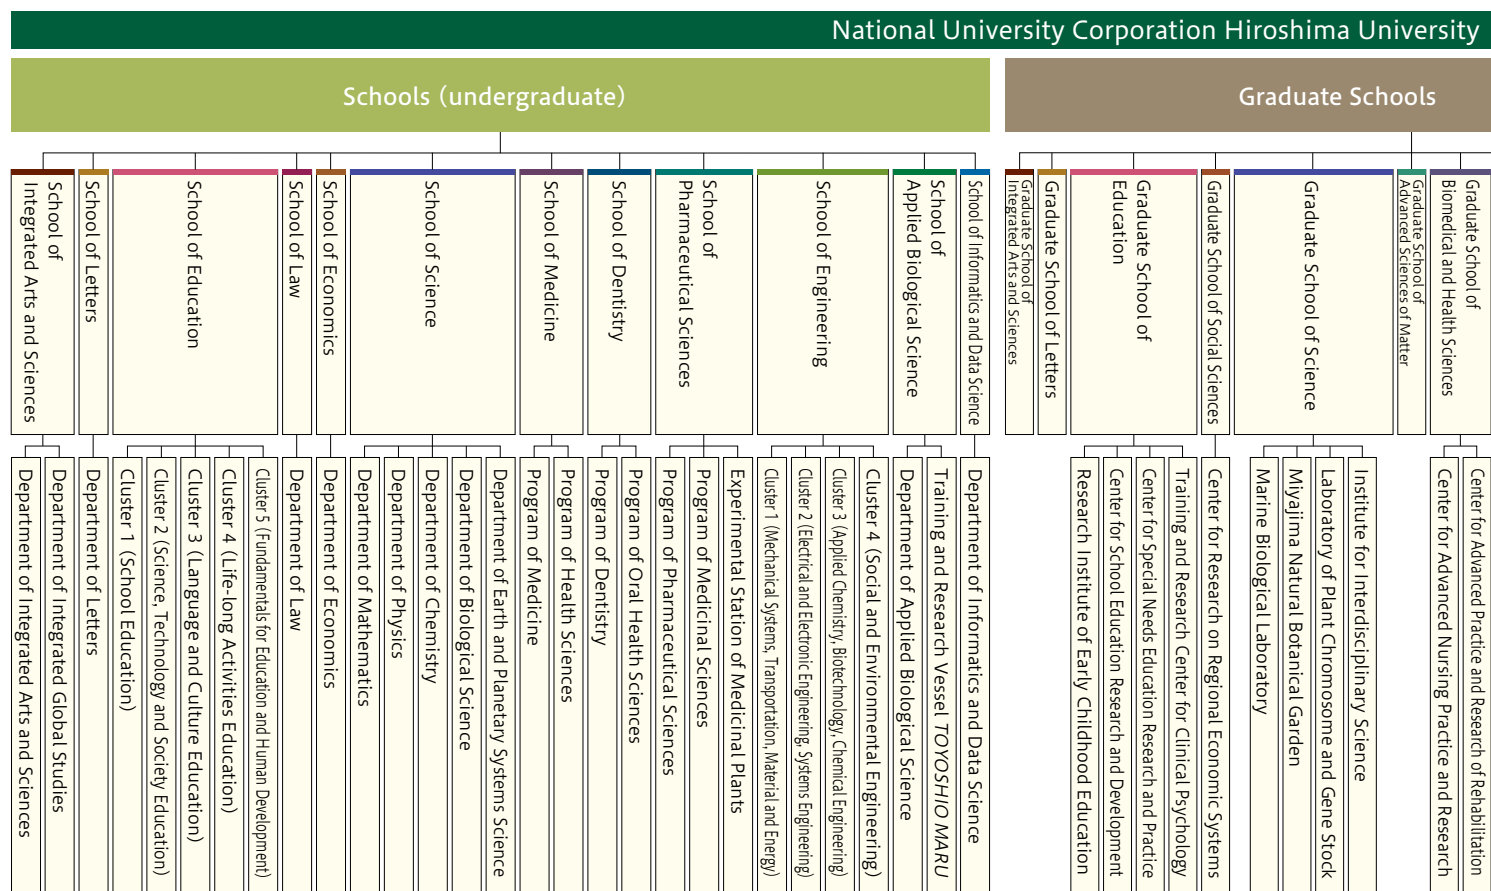 National University Corporation Hiroshima University
Schools (undergraduate)
Graduate Schools
School of
Integrated Arts and Sciences
School of Letters
School of Education
School of Law
School of Economics
School of Science
School of Medicine
School of Dentistry
School of
Pharmaceutical Sciences
School of Engineering
School of
Applied Biological Science
School of Informatics and Data Science
Graduate School of
Integrated Arts and Sciences
Graduate School of Letters
Graduate School of
Education
Graduate School of Social Sciences
Graduate School of Science
Graduate School of
Advanced Sciences of Matter
Graduate School of
Biomedical and Health Sciences
Department of Integrated Arts and Sciences
Department of Integrated Global Studies
Department of Letters
Cluster 1 (School Education)
Cluster 2 (Science, Technology and Society Education)
Cluster 3 (Language and Culture Education)
Cluster 4 (Life-long Activities Education)
Cluster 5 (Fundamentals for Education and Human Development)
Department of Law
Department of Economics
Department of Mathematics
Department of Physics
Department of Chemistry
Department of Biological Science
Department of Earth and Planetary Systems Science
Program of Medicine
Program of Health Sciences
Program of Dentistry
Program of Oral Health Sciences
Program of Pharmaceutical Sciences
Program of Medicinal Sciences
Experimental Station of Medicinal Plants
Cluster 1 (Mechanical Systems, Transportation, Material and Energy)
Cluster 2 (Electrical and Electronic Engineering, Systems Engineering)
Cluster 3 (Applied Chemistry, Biotechnology, Chemical Engineering)
Cluster 4 (Social and Environmental Engineering)
Department of Applied Biological Science
Training and Research Vessel TOYOSHIO MARU
Department of Informatics and Data Science
Research Institute of Early Childhood Education
Center for School Education Research and Development
Center for Special Needs Education Research and Practice
Training and Research Center for Clinical Psychology
Center for Research on Regional Economic Systems
Marine Biological Laboratory
Miyajima Natural Botanical Garden
Laboratory of Plant Chromosome and Gene Stock
Institute for Interdisciplinary Science
Center for Advanced Nursing Practice and Research
Center for Advanced Practice and Research of Rehabilitation